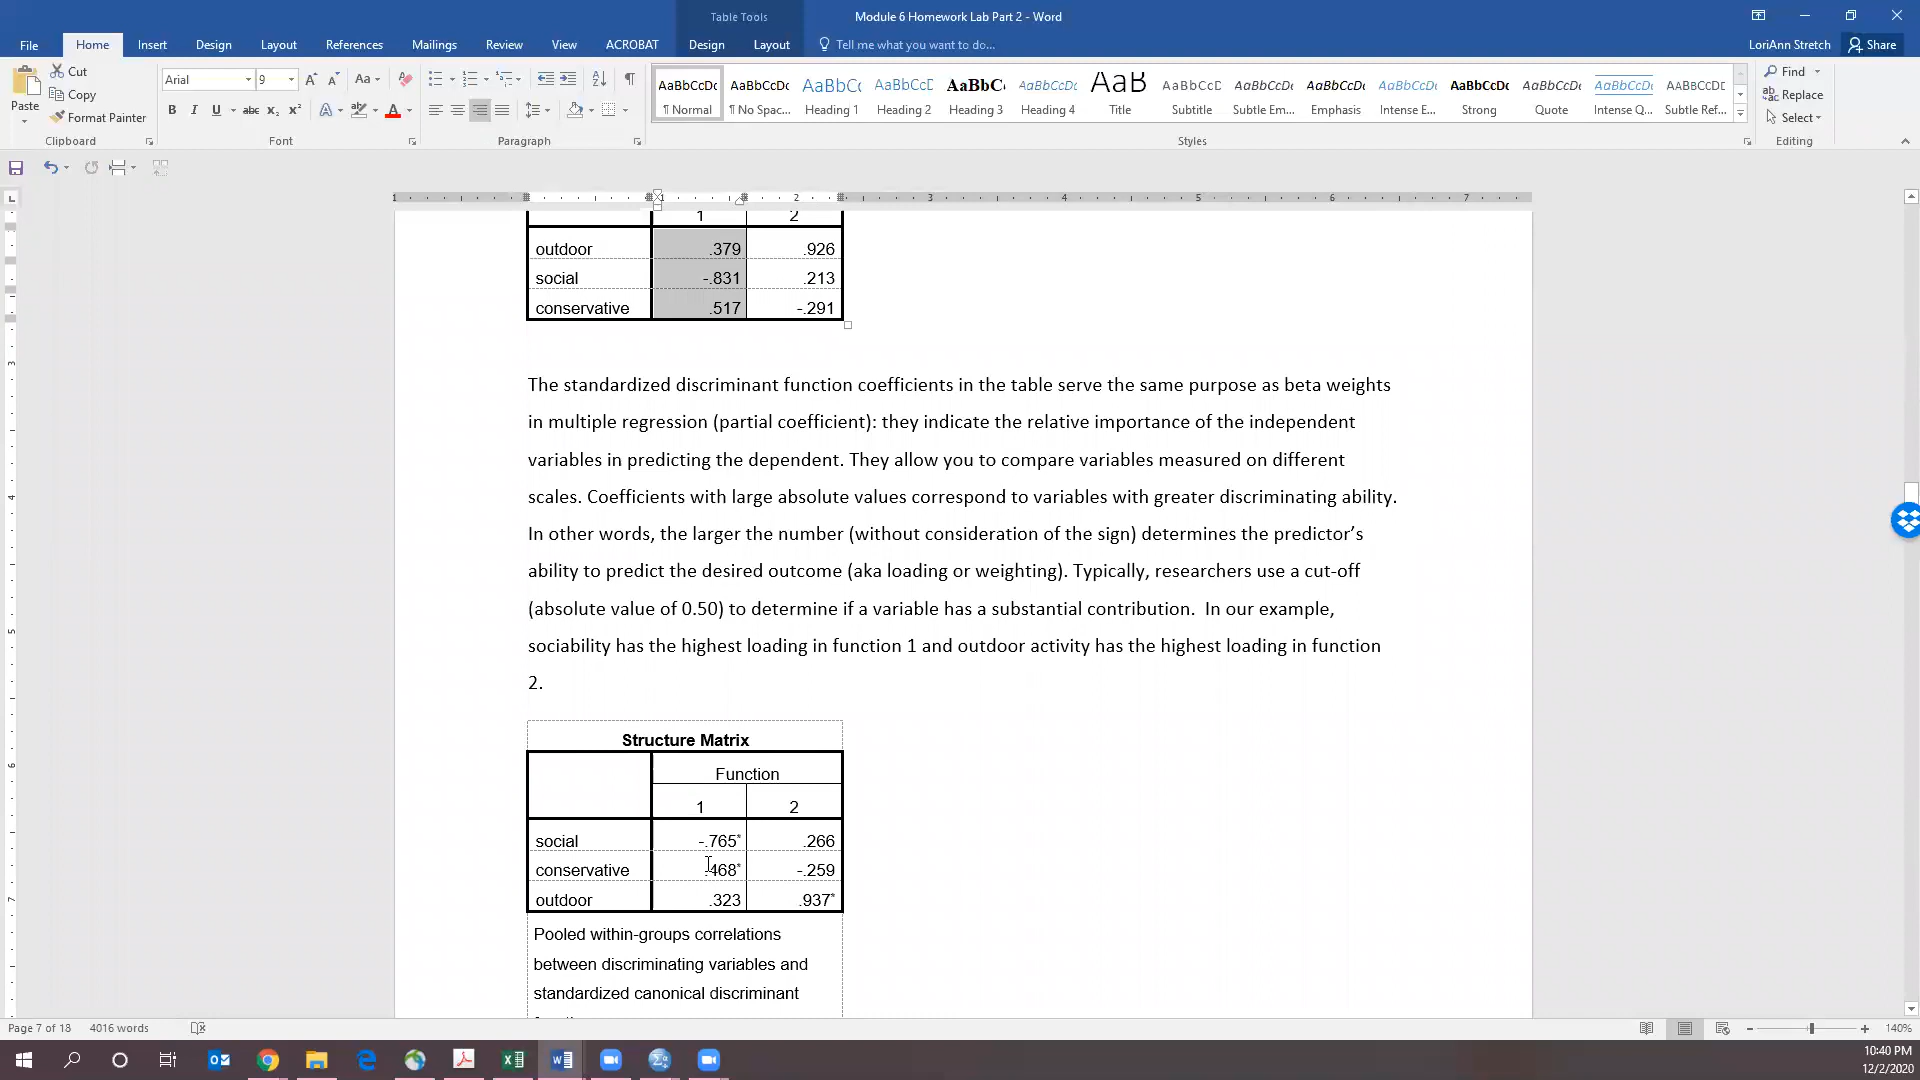 Table Tools
Module 6 Homework Lab Part 2 - Word
File Home Insert Design Layout References Mailings Review View ACROBAT Design Layout Tell me what you want to do... LoriAnn Stretch Share
Paste
Cut
Copy
Format Painter
Clipboard
Arial 9
Font
Paragraph
AaBbCcDc AaBbCcDc AaBbCc AaBbCcD AaBbC AaBbCcD AaB AaBbCcD AaBbCcDc AaBbCcDc AaBbCcDc AaBbCcDc AaBbCcDc AaBbCcDc AABBCCDC
¶ Normal ¶ No Spac... Heading 1 Heading 2 Heading 3 Heading 4 Title Subtitle Subtle Em... Emphasis Intense E... Strong Quote Intense Q... Subtle Ref...
Styles
Find
Replace
Select
Editing
1 1 2 3 4 5 6 7
1 2
outdoor .379 .926
social -.831 .213
conservative .517 -.291
The standardized discriminant function coefficients in the table serve the same purpose as beta weights
in multiple regression (partial coefficient): they indicate the relative importance of the independent
variables in predicting the dependent. They allow you to compare variables measured on different
scales. Coefficients with large absolute values correspond to variables with greater discriminating ability.
In other words, the larger the number (without consideration of the sign) determines the predictor’s
ability to predict the desired outcome (aka loading or weighting). Typically, researchers use a cut-off
(absolute value of 0.50) to determine if a variable has a substantial contribution. In our example,
sociability has the highest loading in function 1 and outdoor activity has the highest loading in function
2.
Structure Matrix
Function
1 2
social -.765* .266
conservative .468* -.259
outdoor .323 .937*
Pooled within-groups correlations
between discriminating variables and
standardized canonical discriminant
Page 7 of 18 4016 words 140%
10:40 PM
12/2/2020